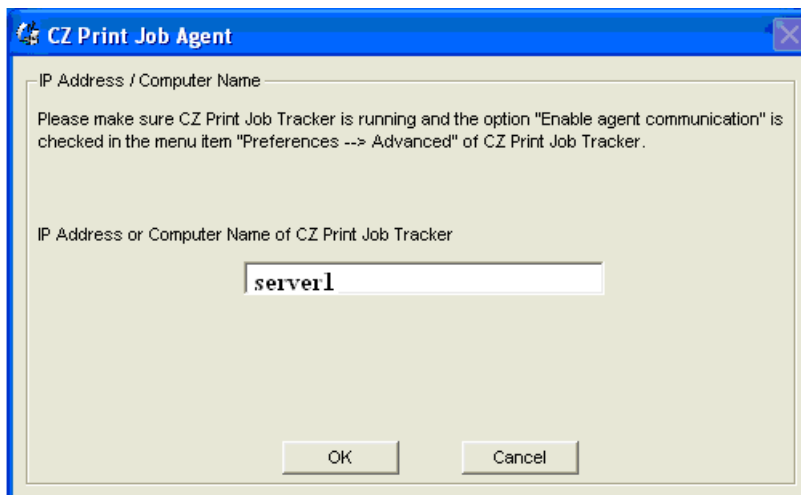 CZ Print Job Agent
IP Address / Computer Name
Please make sure CZ Print Job Tracker is running and the option "Enable agent communication" is
checked in the menu item "Preferences --> Advanced" of CZ Print Job Tracker.
IP Address or Computer Name of CZ Print Job Tracker
server1
OK Cancel